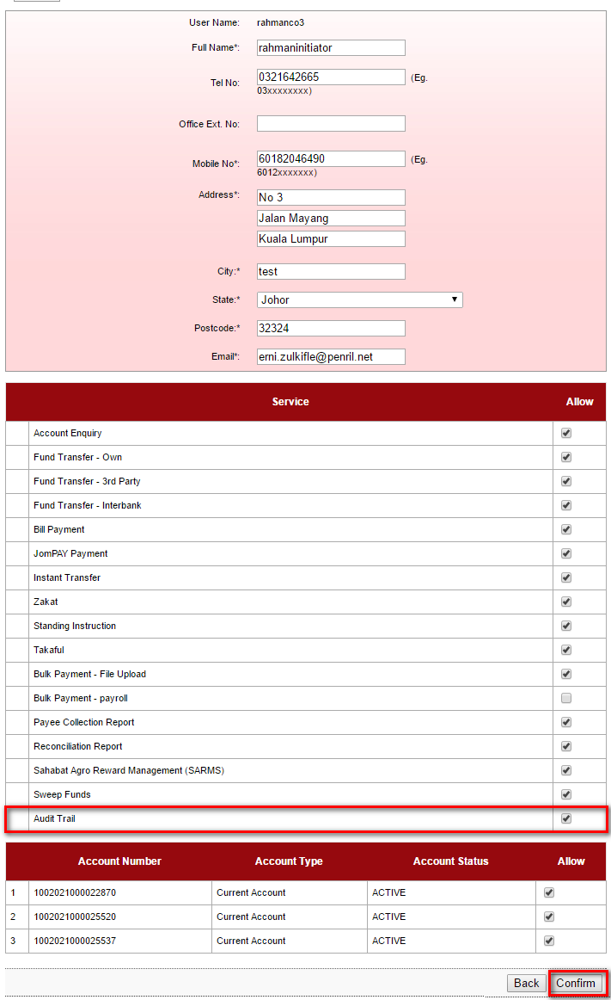 User Name: rahmanco3
Full Name*: rahmaninitiator
Tel No: 0321642665 (Eg.
03xxxxxxxx)
Office Ext. No:
Mobile No*: 60182046490 (Eg.
6012xxxxxxx)
Address*: No 3
Jalan Mayang
Kuala Lumpur
City:* test
State:* Johor
Postcode:* 32324
Email*: erni.zulkifle@penril.net
Service Allow
Account Enquiry
Fund Transfer - Own
Fund Transfer - 3rd Party
Fund Transfer - Interbank
Bill Payment
JomPAY Payment
Instant Transfer
Zakat
Standing Instruction
Takaful
Bulk Payment - File Upload
Bulk Payment - payroll
Payee Collection Report
Reconciliation Report
Sahabat Agro Reward Management (SARMS)
Sweep Funds
Audit Trail
Account Number Account Type Account Status Allow
1 1002021000022870 Current Account ACTIVE
2 1002021000025520 Current Account ACTIVE
3 1002021000025537 Current Account ACTIVE
Back Confirm